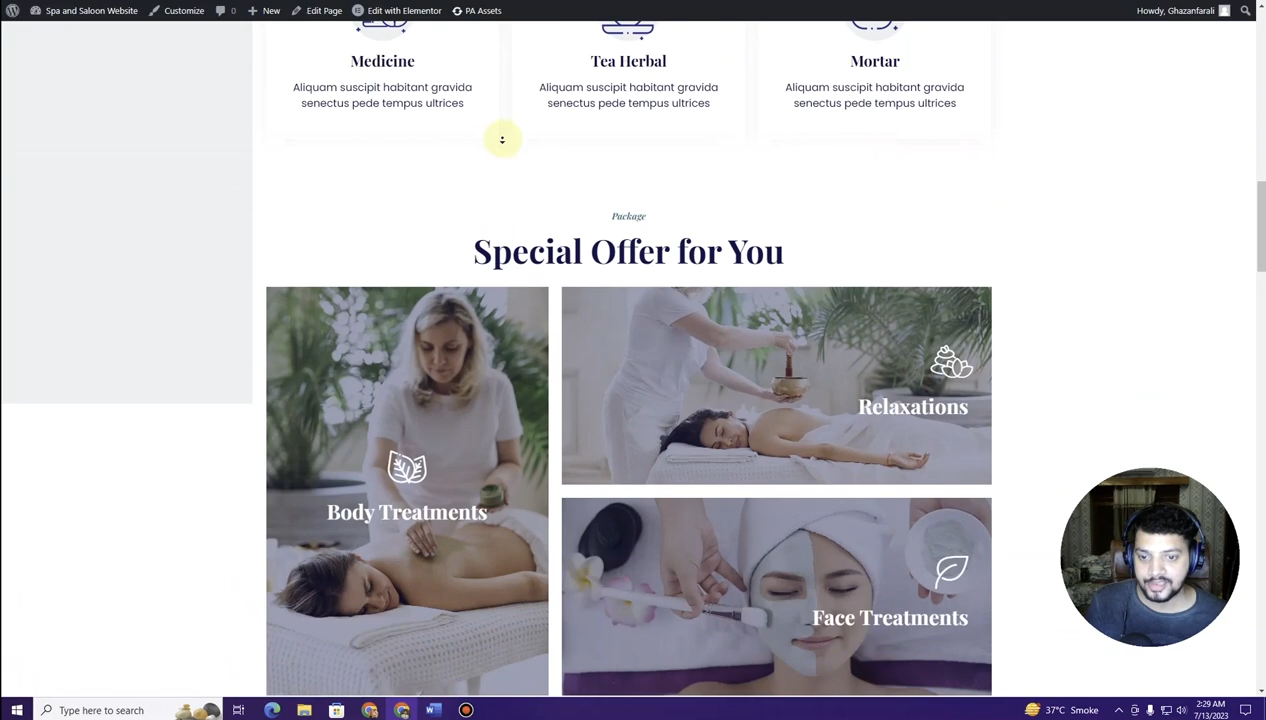 Spa and Saloon Website Customize 0 New Edit Page Edit with Elementor PA Assets Howdy, Ghazanfarali
Medicine
Aliquam suscipit habitant gravida
senectus pede tempus ultrices
Tea Herbal
Aliquam suscipit habitant gravida
senectus pede tempus ultrices
Mortar
Aliquam suscipit habitant gravida
senectus pede tempus ultrices
Package
Special Offer for You
Body Treatments
Relaxations
Face Treatments
Type here to search
37°C Smoke
2:29 AM
7/13/2023